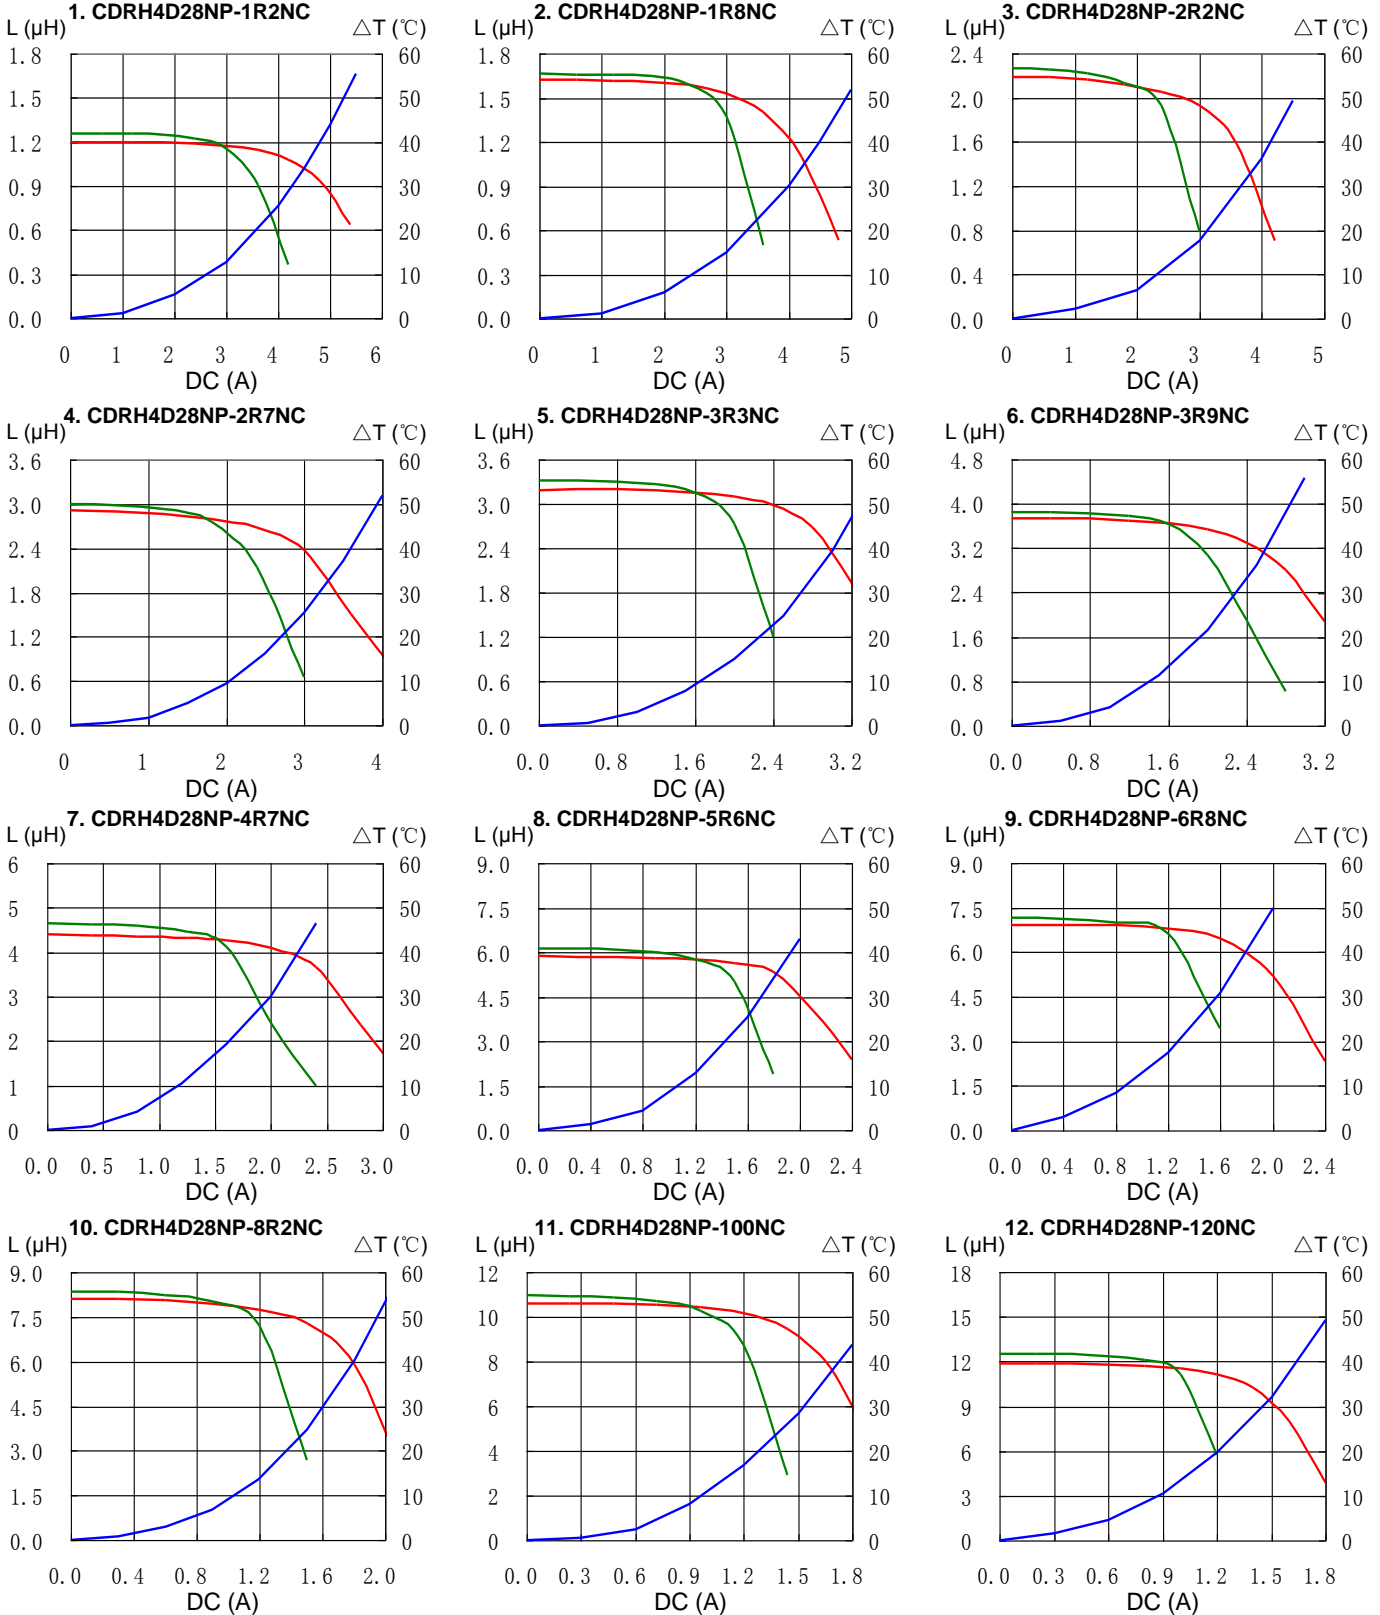 1. CDRH4D28NP-1R2NC
L (μH)
△T (℃)
1.8
1.5
1.2
0.9
0.6
0.3
0.0
60
50
40
30
20
10
0
0 1 2 3 4 5 6
DC (A)
2. CDRH4D28NP-1R8NC
L (μH)
△T (℃)
1.8
1.5
1.2
0.9
0.6
0.3
0.0
60
50
40
30
20
10
0
0 1 2 3 4 5
DC (A)
3. CDRH4D28NP-2R2NC
L (μH)
△T (℃)
2.4
2.0
1.6
1.2
0.8
0.4
0.0
60
50
40
30
20
10
0
0 1 2 3 4 5
DC (A)
4. CDRH4D28NP-2R7NC
L (μH)
△T (℃)
3.6
3.0
2.4
1.8
1.2
0.6
0.0
60
50
40
30
20
10
0
0 1 2 3 4
DC (A)
5. CDRH4D28NP-3R3NC
L (μH)
△T (℃)
3.6
3.0
2.4
1.8
1.2
0.6
0.0
60
50
40
30
20
10
0
0.0 0.8 1.6 2.4 3.2
DC (A)
6. CDRH4D28NP-3R9NC
L (μH)
△T (℃)
4.8
4.0
3.2
2.4
1.6
0.8
0.0
60
50
40
30
20
10
0
0.0 0.8 1.6 2.4 3.2
DC (A)
7. CDRH4D28NP-4R7NC
L (μH)
△T (℃)
6
5
4
3
2
1
0
60
50
40
30
20
10
0
0.0 0.5 1.0 1.5 2.0 2.5 3.0
DC (A)
8. CDRH4D28NP-5R6NC
L (μH)
△T (℃)
9.0
7.5
6.0
4.5
3.0
1.5
0.0
60
50
40
30
20
10
0
0.0 0.4 0.8 1.2 1.6 2.0 2.4
DC (A)
9. CDRH4D28NP-6R8NC
L (μH)
△T (℃)
9.0
7.5
6.0
4.5
3.0
1.5
0.0
60
50
40
30
20
10
0
0.0 0.4 0.8 1.2 1.6 2.0 2.4
DC (A)
10. CDRH4D28NP-8R2NC
L (μH)
△T (℃)
9.0
7.5
6.0
4.5
3.0
1.5
0.0
60
50
40
30
20
10
0
0.0 0.4 0.8 1.2 1.6 2.0
DC (A)
11. CDRH4D28NP-100NC
L (μH)
△T (℃)
12
10
8
6
4
2
0
60
50
40
30
20
10
0
0.0 0.3 0.6 0.9 1.2 1.5 1.8
DC (A)
12. CDRH4D28NP-120NC
L (μH)
△T (℃)
18
15
12
9
6
3
0
60
50
40
30
20
10
0
0.0 0.3 0.6 0.9 1.2 1.5 1.8
DC (A)